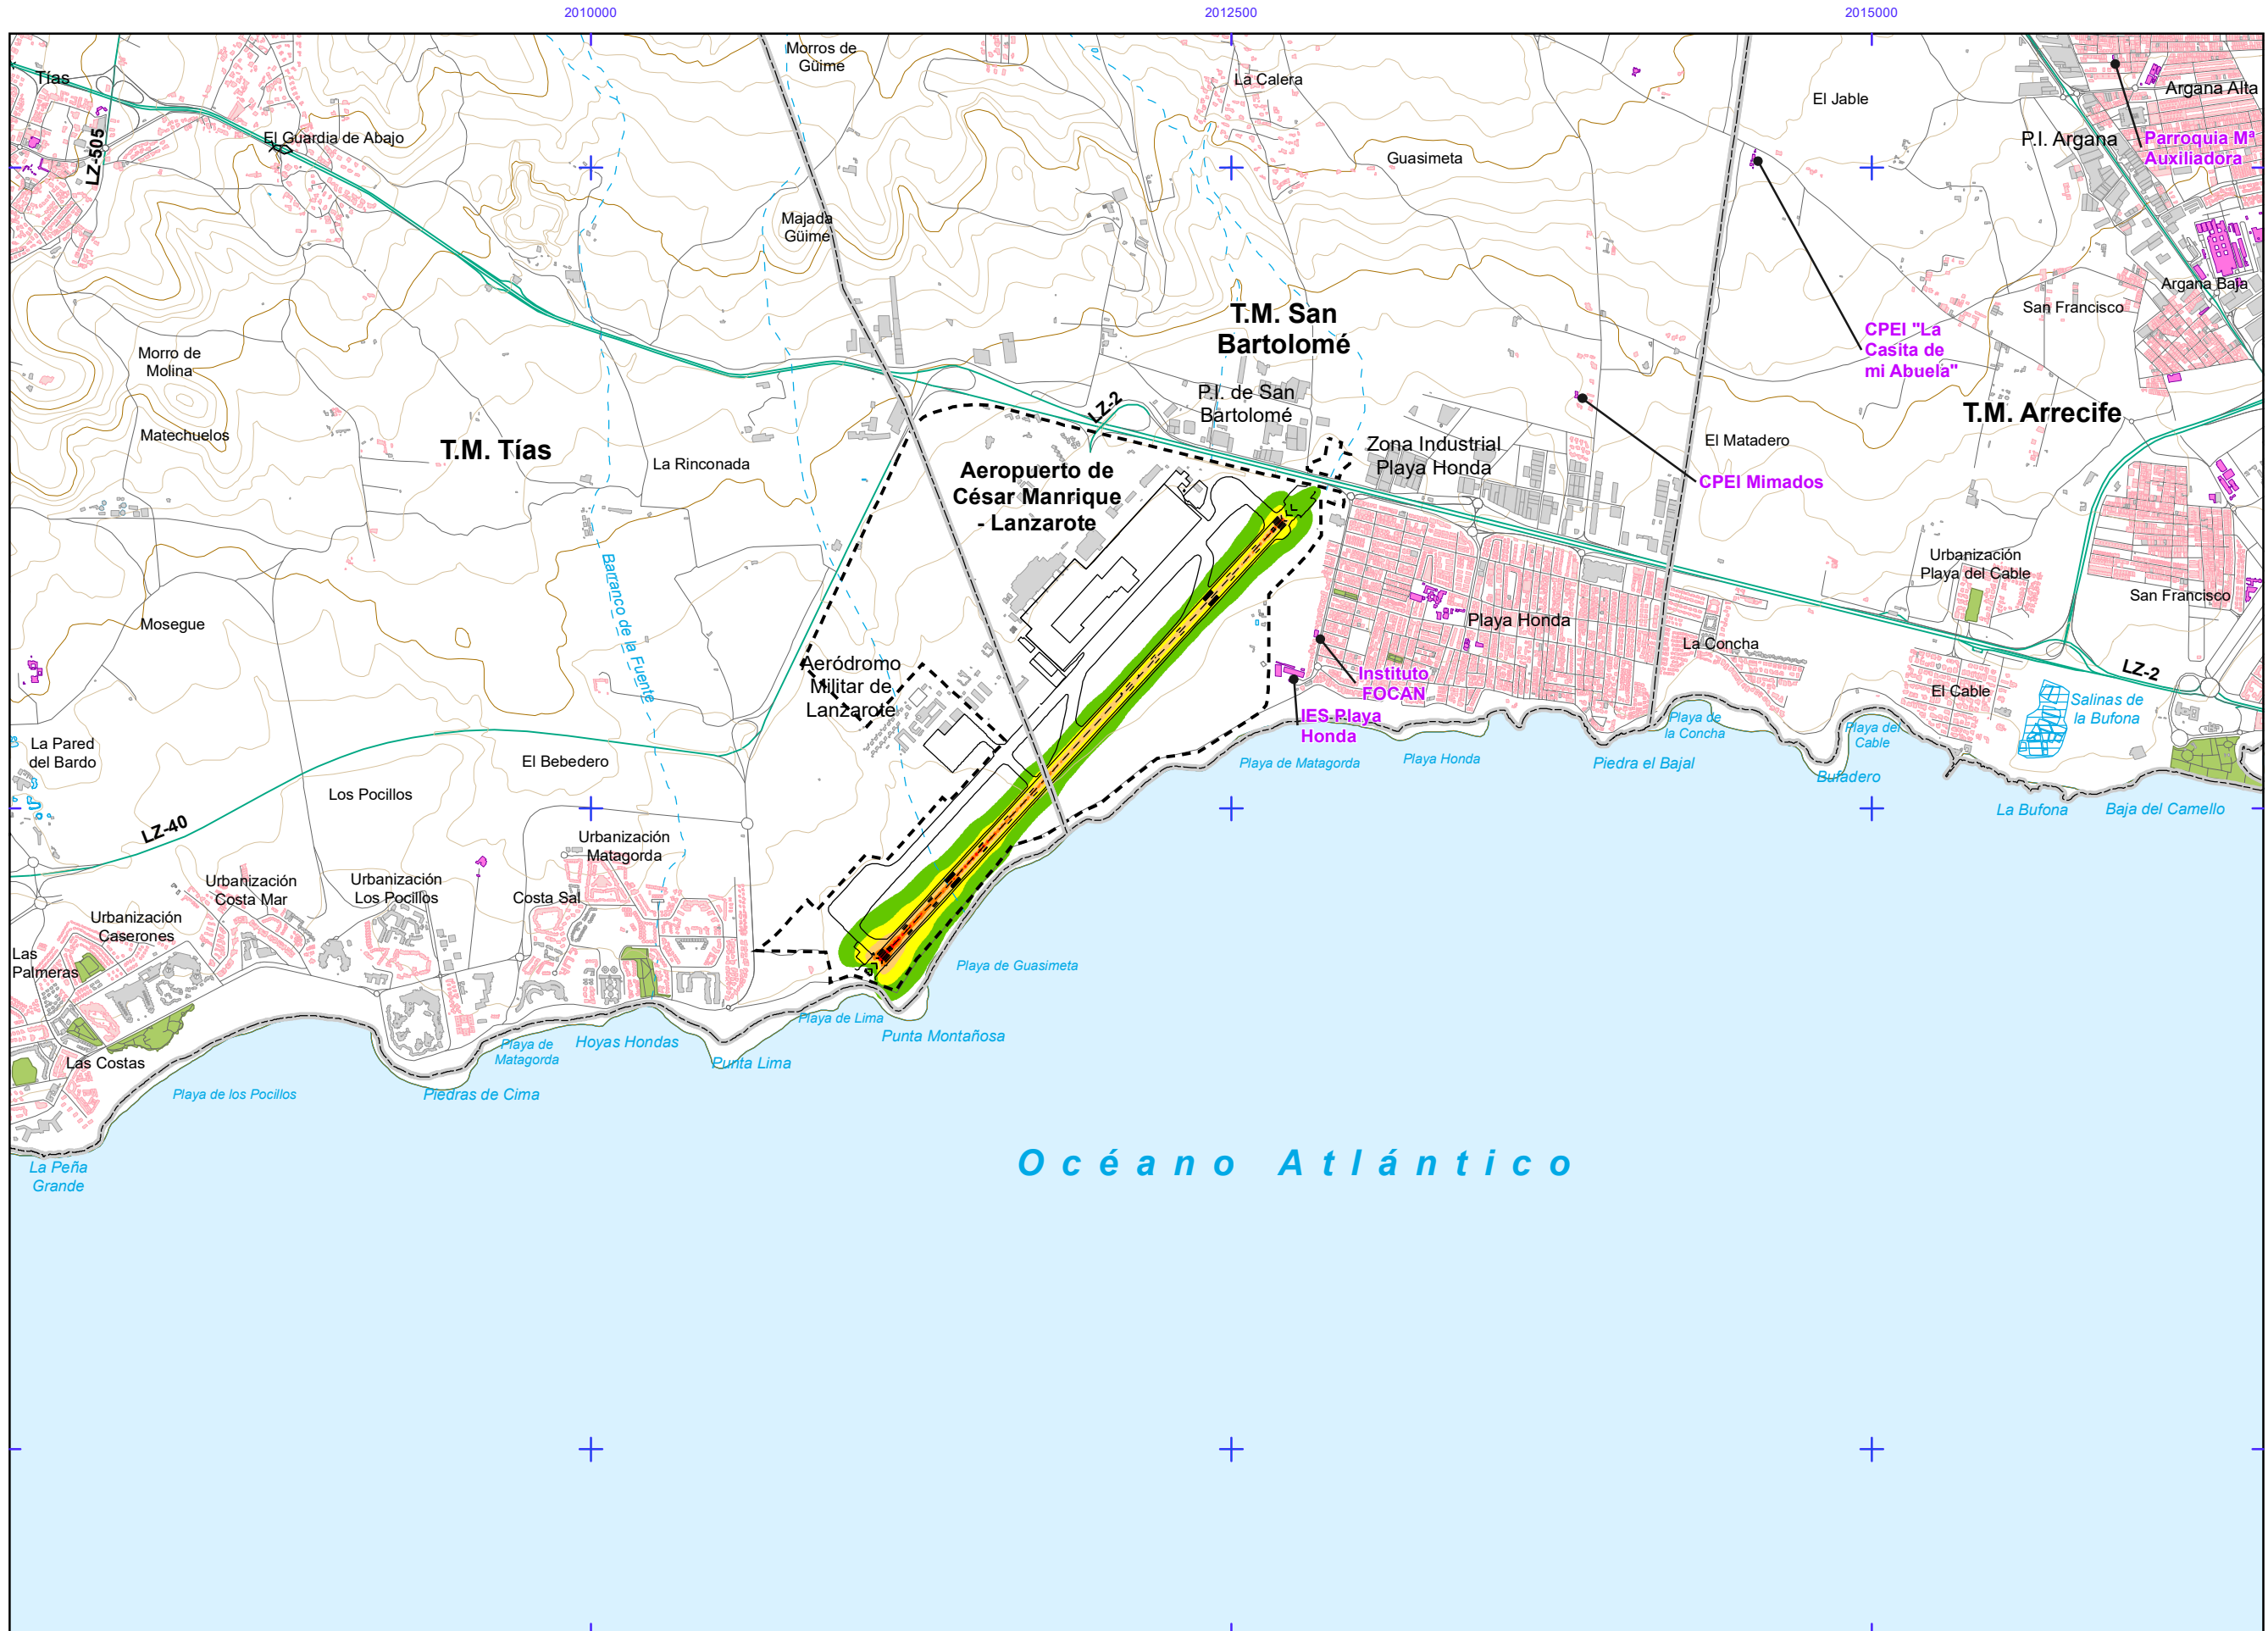 2010000
2012500
2015000
Tías
LZ-505
El Guardia de Abajo
Morros de
Güime
Majada
Güime
La Calera
Guasimeta
El Jable
P.I. Argana
Argana Alta
Parroquia Mª
Auxiliadora
Argana Baja
San Francisco
CPEI "La
Casita de
mi Abuela"
T.M. Arrecife
T.M. San
Bartolomé
P.I. de San
Bartolomé
LZ-2
Zona Industrial
Playa Honda
El Matadero
CPEI Mimados
Morro de
Molina
Matechuelos
T.M. Tías
La Rinconada
Aeropuerto de
César Manrique
- Lanzarote
Barranco de la Fuente
Mosegue
Urbanización
Playa del Cable
San Francisco
Playa Honda
La Concha
LZ-2
El Cable
Salinas de
la Bufona
Aeródromo
Militar de
Lanzarote
Instituto
FOCAN
IES Playa
Honda
Playa de
la Concha
Playa del
Cable
La Pared
del Bardo
El Bebedero
Los Pocillos
LZ-40
Playa de Matagorda
Playa Honda
Piedra el Bajal
Bufadero
La Bufona
Baja del Camello
Urbanización
Matagorda
Urbanización
Costa Mar
Urbanización
Los Pocillos
Costa Sal
Urbanización
Caserones
Las
Palmeras
Playa de Guasimeta
Playa de Lima
Punta Montañosa
Hoyas Hondas
Playa de
Matagorda
Punta Lima
Las Costas
Playa de los Pocillos
Piedras de Cima
La Peña
Grande
Océano Atlántico